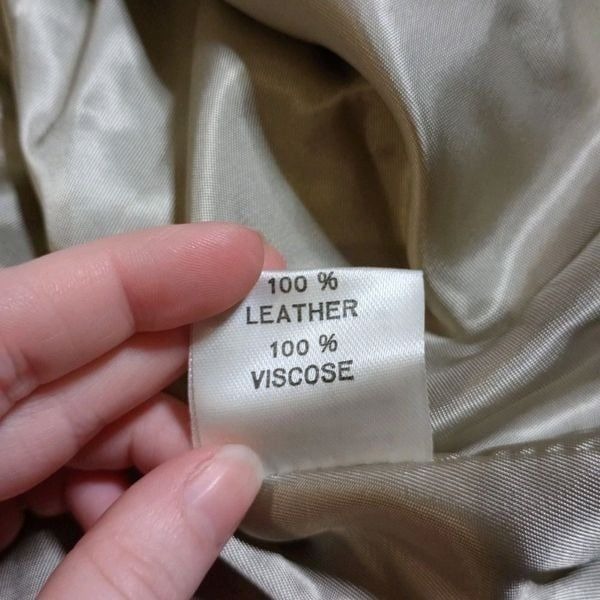 100 %
LEATHER
100 %
VISCOSE